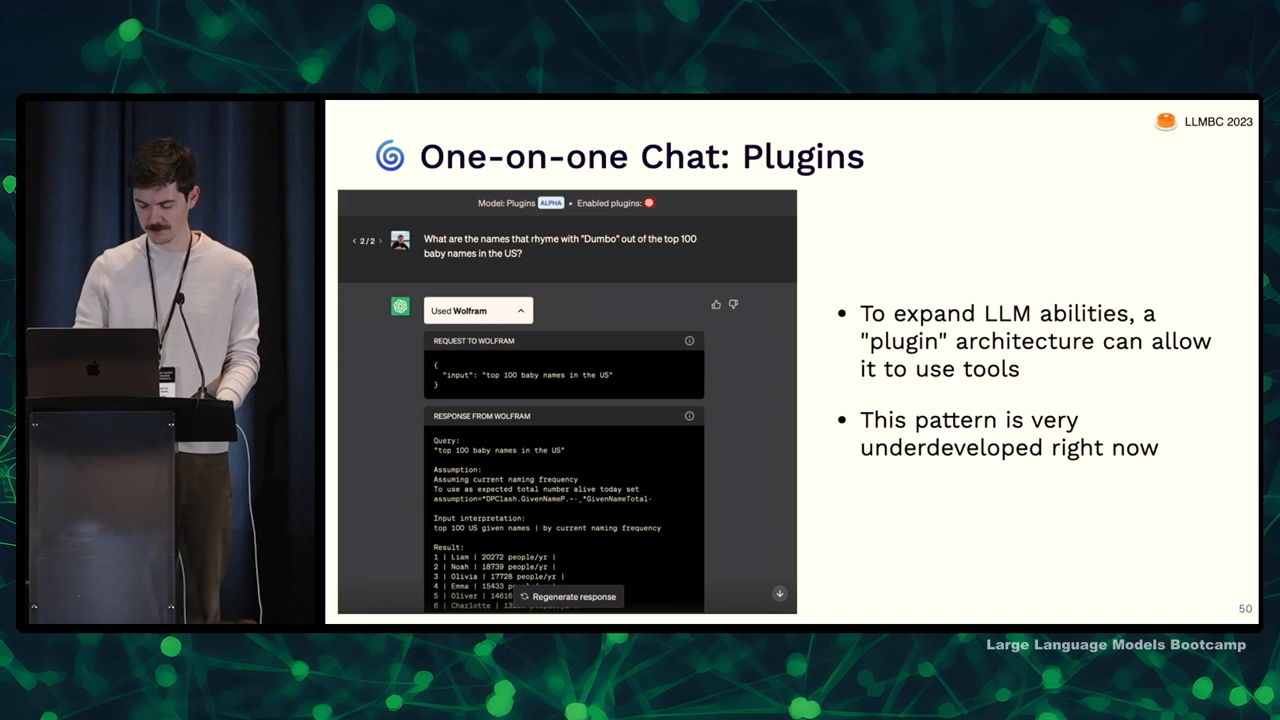 LLMBC 2023
One-on-one Chat: Plugins
Model: Plugins ALPHA • Enabled plugins:
< 2/2 >
What are the names that rhyme with "Dumbo" out of the top 100
baby names in the US?
Used Wolfram
REQUEST TO WOLFRAM
{
"input": "top 100 baby names in the US"
}
RESPONSE FROM WOLFRAM
Query:
"top 100 baby names in the US"
Assumption:
Assuming current naming frequency
To use as expected total number alive today set
Input interpretation:
top 100 US given names | by current naming frequency
Result:
1 | Liam | 20272 people/yr |
2 | Noah | 18739 people/yr |
3 | Olivia | 17728 people/yr |
4 | Emma | 15433
5 | Oliver | 14616
6 | Charlotte |
Regenerate response
• To expand LLM abilities, a
"plugin" architecture can allow
it to use tools
• This pattern is very
underdeveloped right now
50
Large Language Models Bootcamp